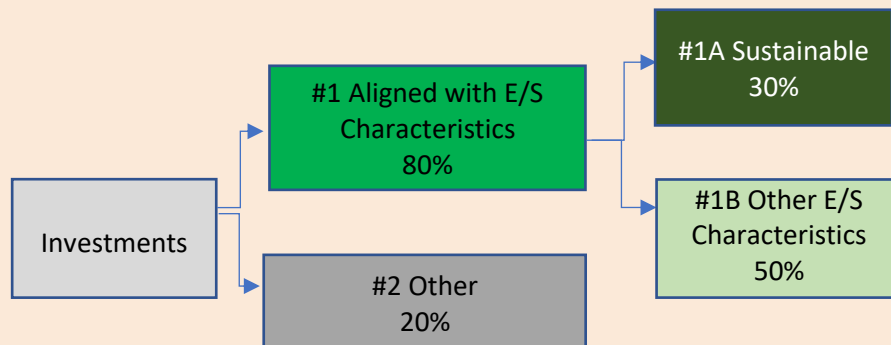 Investments
#1 Aligned with E/S
Characteristics
80%
#2 Other
20%
#1A Sustainable
30%
#1B Other E/S
Characteristics
50%